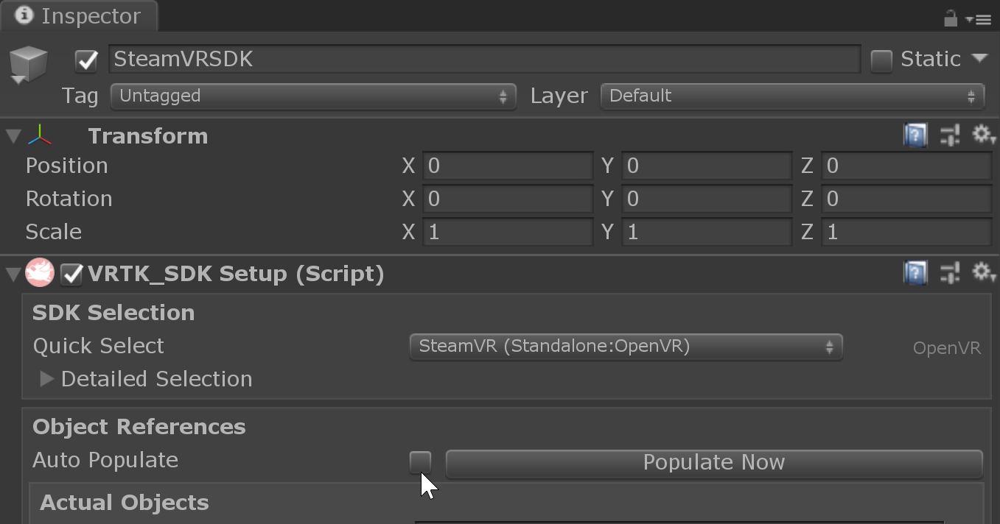 Inspector
SteamVRSDK Static
Tag Untagged Layer Default
Transform
Position X 0 Y 0 Z 0
Rotation X 0 Y 0 Z 0
Scale X 1 Y 1 Z 1
VRTK_SDK Setup (Script)
SDK Selection
Quick Select SteamVR (Standalone:OpenVR) OpenVR
Detailed Selection
Object References
Auto Populate Populate Now
Actual Objects